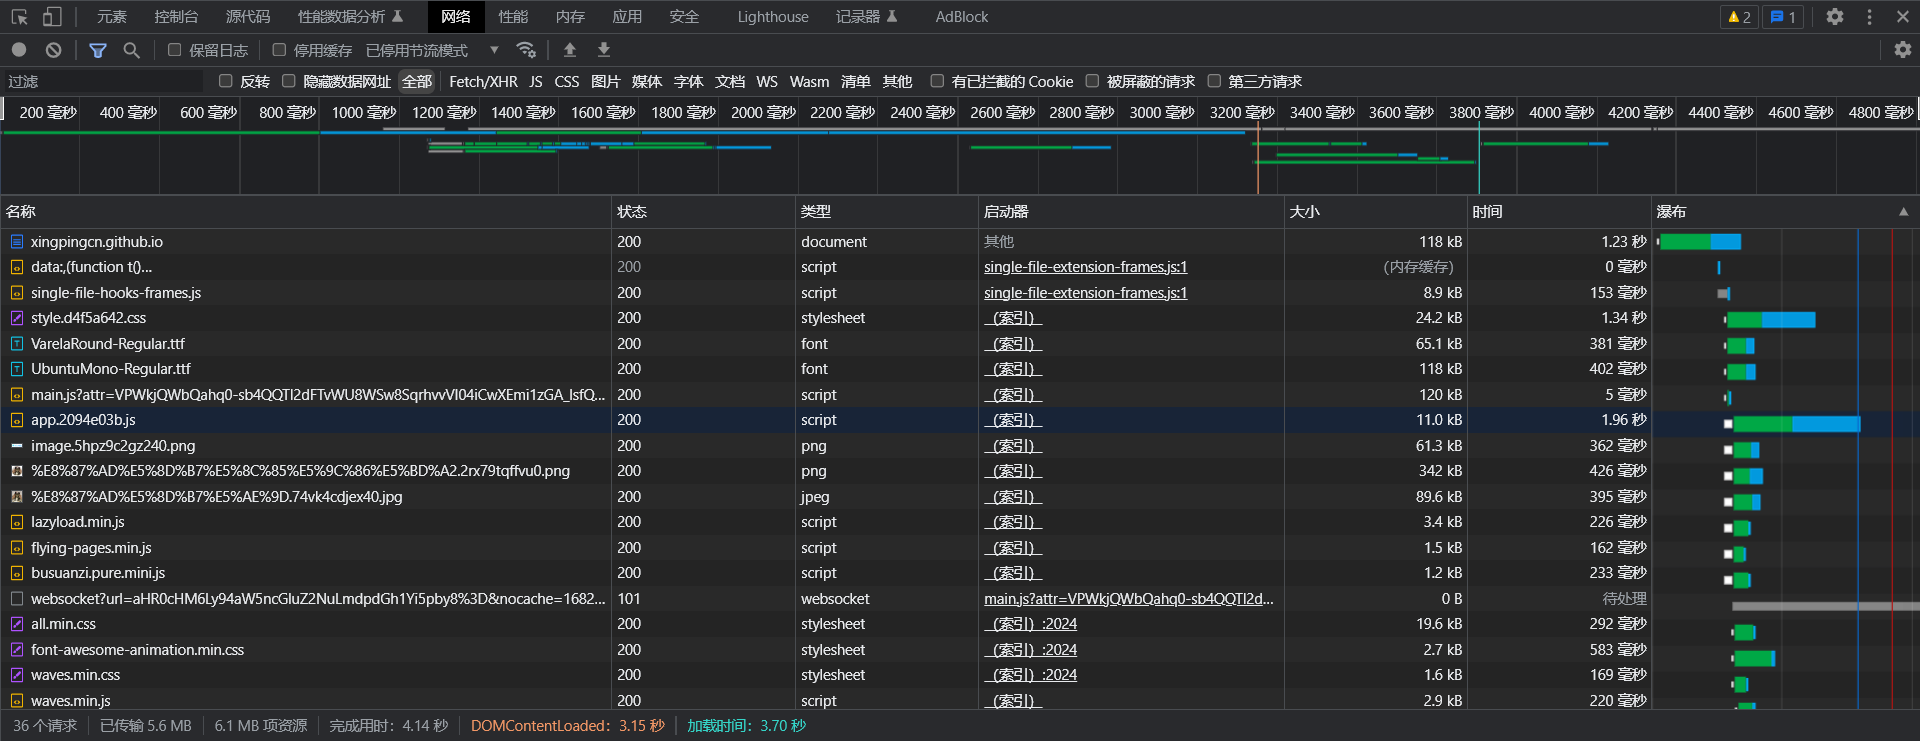 元素 控制台 源代码 性能数据分析 网络 性能 内存 应用 安全 Lighthouse 记录器 AdBlock 2 1
保留日志 停用缓存 已停用节流模式
过滤 反转 隐藏数据网址 全部 Fetch/XHR JS CSS 图片 媒体 字体 文档 WS Wasm 清单 其他 有已拦截的 Cookie 被屏蔽的请求 第三方请求
200 毫秒 400 毫秒 600 毫秒 800 毫秒 1000 毫秒 1200 毫秒 1400 毫秒 1600 毫秒 1800 毫秒 2000 毫秒 2200 毫秒 2400 毫秒 2600 毫秒 2800 毫秒 3000 毫秒 3200 毫秒 3400 毫秒 3600 毫秒 3800 毫秒 4000 毫秒 4200 毫秒 4400 毫秒 4600 毫秒 4800 毫秒
名称 状态 类型 启动器 大小 时间 瀑布
xingpingcn.github.io 200 document 其他 118 kB 1.23 秒
data:,(function t()... 200 script single-file-extension-frames.js:1 (内存缓存) 0 毫秒
single-file-hooks-frames.js 200 script single-file-extension-frames.js:1 8.9 kB 153 毫秒
style.d4f5a642.css 200 stylesheet (索引) 24.2 kB 1.34 秒
VarelaRound-Regular.ttf 200 font (索引) 65.1 kB 381 毫秒
UbuntuMono-Regular.ttf 200 font (索引) 118 kB 402 毫秒
main.js?attr=VPWkjQWbQahq0-sb4QQTl2dFTvWU8WSw8SqrhvvVl04iCwXEmi1zGA_lsfQ... 200 script (索引) 120 kB 5 毫秒
app.2094e03b.js 200 script (索引) 11.0 kB 1.96 秒
image.5hpz9c2gz240.png 200 png (索引) 61.3 kB 362 毫秒
%E8%87%AD%E5%8D%B7%E5%8C%85%E5%9C%86%E5%BD%A2.2rx79tqffvu0.png 200 png (索引) 342 kB 426 毫秒
%E8%87%AD%E5%8D%B7%E5%AE%9D.74vk4cdjex40.jpg 200 jpeg (索引) 89.6 kB 395 毫秒
lazyload.min.js 200 script (索引) 3.4 kB 226 毫秒
flying-pages.min.js 200 script (索引) 1.5 kB 162 毫秒
busuanzi.pure.mini.js 200 script (索引) 1.2 kB 233 毫秒
websocket?url=aHR0cHM6Ly94aW5ncGluZ2NuLmdpdGh1Yi5pby8%3D&nocache=1682... 101 websocket main.js?attr=VPWkjQWbQahq0-sb4QQTl2d... 0 B 待处理
all.min.css 200 stylesheet (索引) :2024 19.6 kB 292 毫秒
font-awesome-animation.min.css 200 stylesheet (索引) :2024 2.7 kB 583 毫秒
waves.min.css 200 stylesheet (索引) :2024 1.6 kB 169 毫秒
waves.min.js 200 script (索引) 2.9 kB 220 毫秒
36 个请求 已传输 5.6 MB 6.1 MB 项资源 完成用时：4.14 秒 DOMContentLoaded：3.15 秒 加载时间：3.70 秒